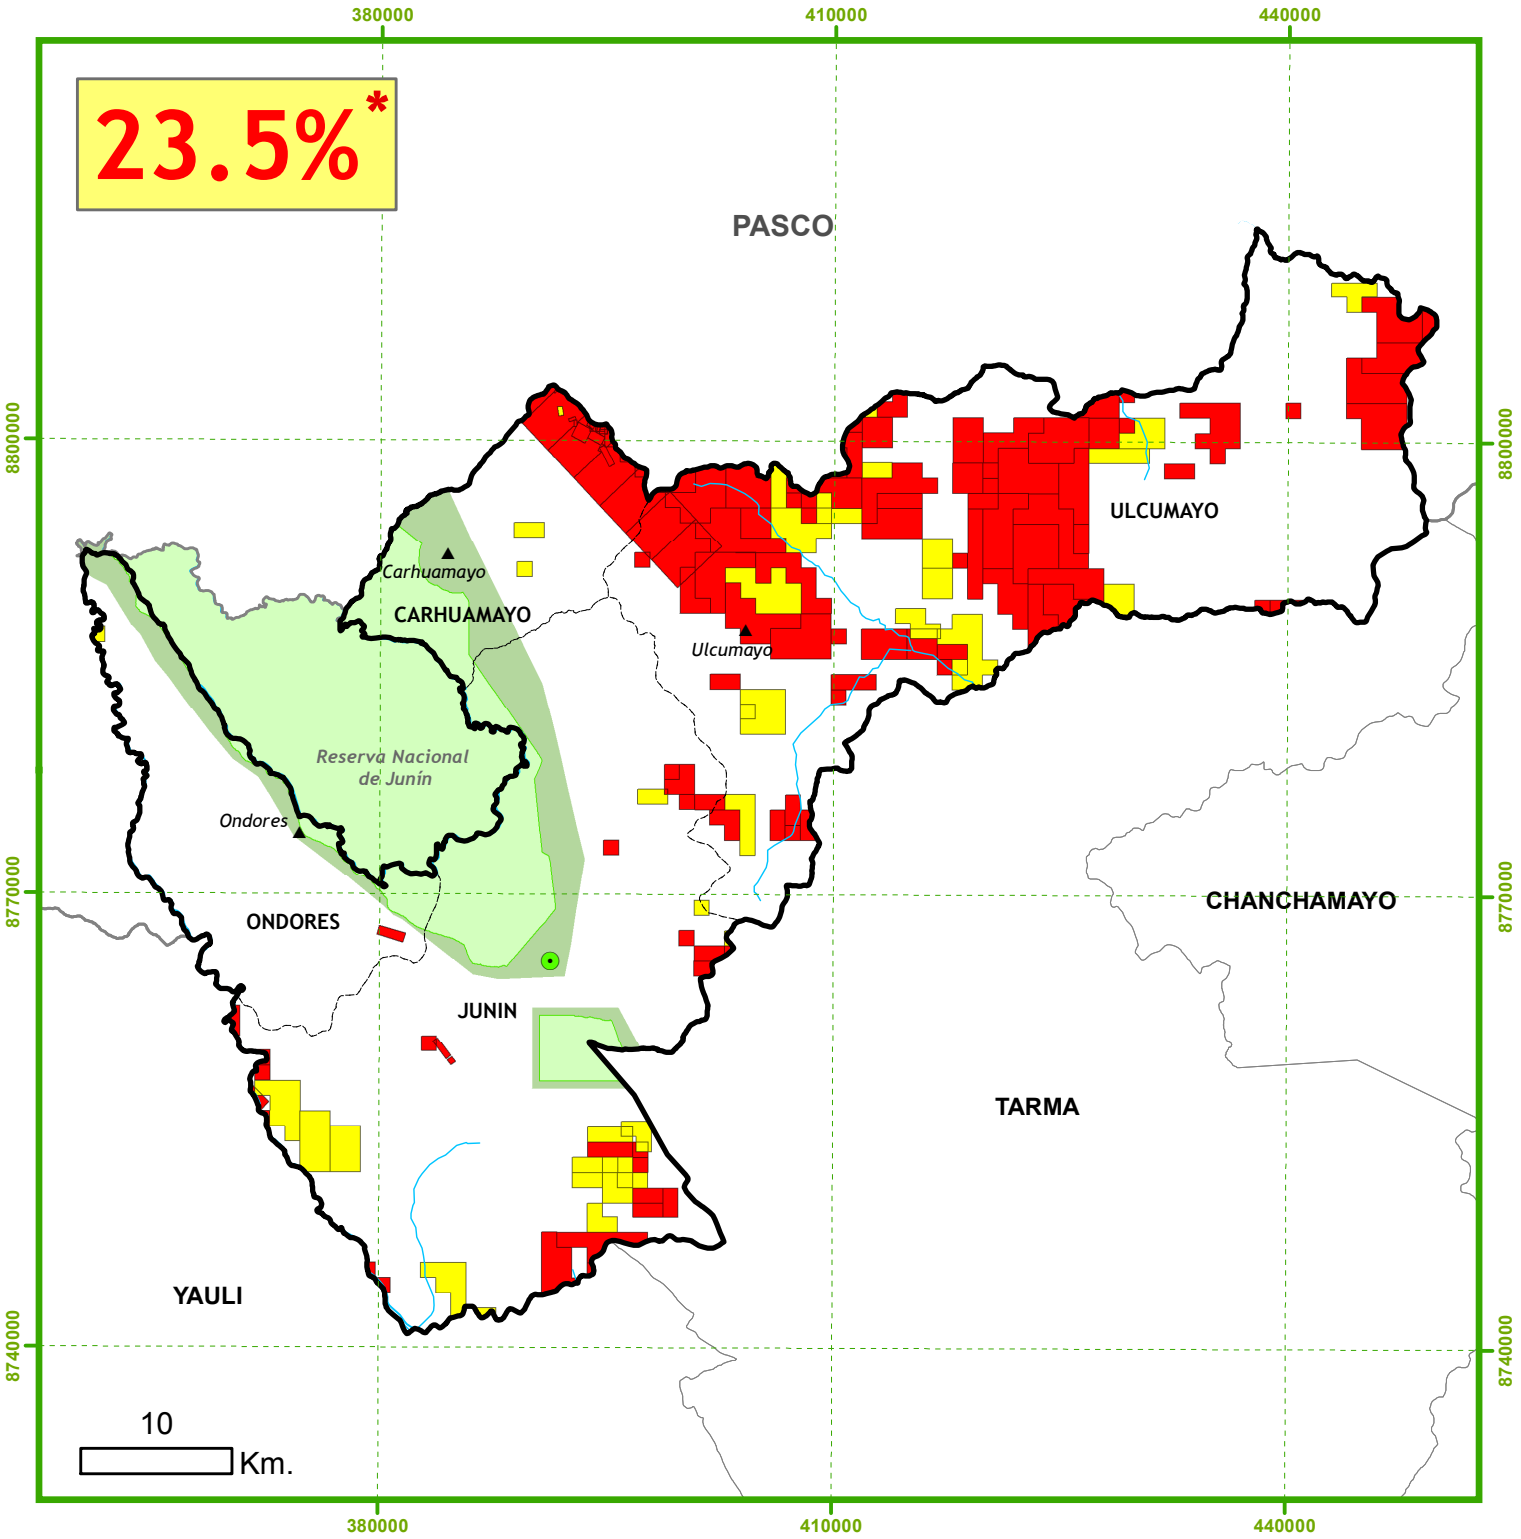 380000
410000
440000
23.5%*
PASCO
8800000
8800000
ULCUMAYO
Carhuamayo
CARHUAMAYO
Ulcumayo
Reserva Nacional
de Junín
Ondores
8770000
8770000
CHANCHAMAYO
ONDORES
JUNIN
TARMA
YAULI
8740000
8740000
10
Km.
380000
410000
440000